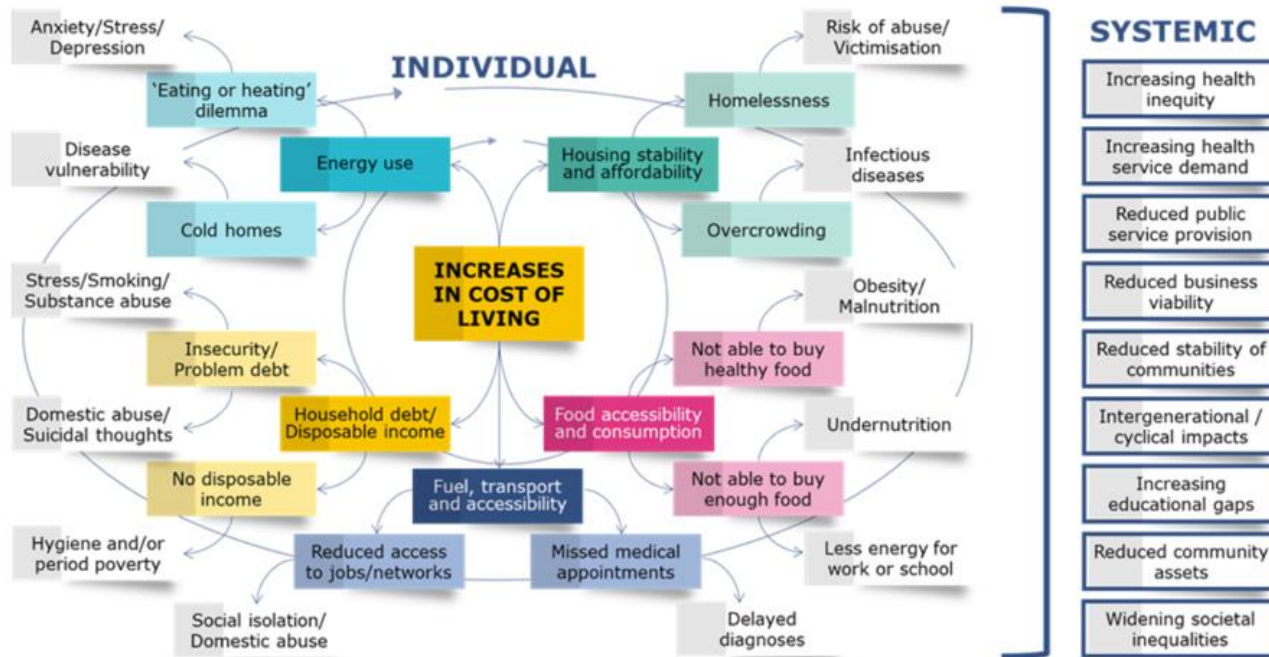 Anxiety/Stress/
Depression
'Eating or heating'
dilemma
Disease
vulnerability
Energy use
Cold homes
INDIVIDUAL
Risk of abuse/
Victimisation
Homelessness
Housing stability
and affordability
Infectious
diseases
Overcrowding
INCREASES
IN COST OF
LIVING
Stress/Smoking/
Substance abuse
Insecurity/
Problem debt
Domestic abuse/
Suicidal thoughts
Household debt/
Disposable income
No disposable
income
Hygiene and/or
period poverty
Obesity/
Malnutrition
Not able to buy
healthy food
Food accessibility
and consumption
Undernutrition
Not able to buy
enough food
Less energy for
work or school
Fuel, transport
and accessibility
Reduced access
to jobs/networks
Missed medical
appointments
Social isolation/
Domestic abuse
Delayed
diagnoses
SYSTEMIC
Increasing health
inequity
Increasing health
service demand
Reduced public
service provision
Reduced business
viability
Reduced stability of
communities
Intergenerational /
cyclical impacts
Increasing
educational gaps
Reduced community
assets
Widening societal
inequalities